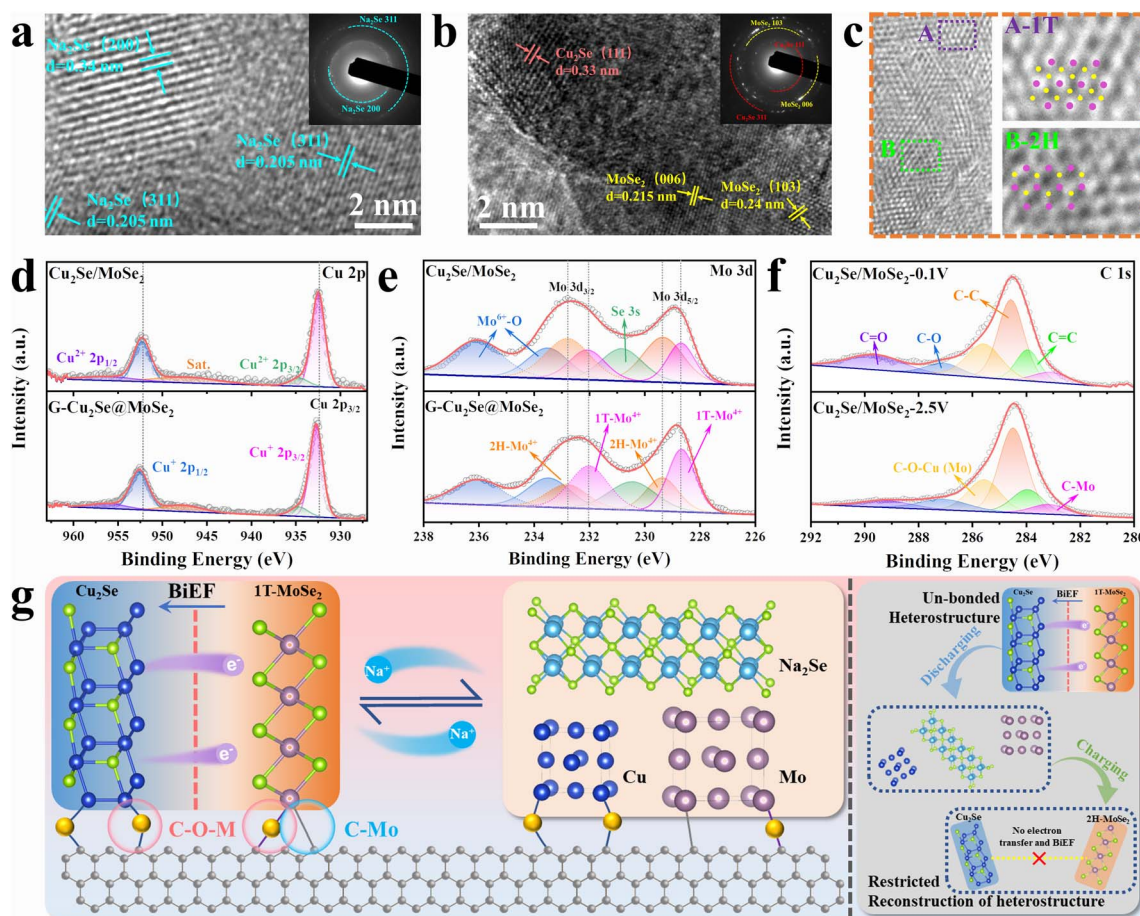 a
Na₂Se (200)
d=0.34 nm
Na₂Se 311
Na₂Se 200
Na₂Se (311)
d=0.205 nm
Na₂Se (311)
d=0.205 nm
2 nm
b
Cu₂Se (111)
d=0.33 nm
MoSe₂ 103
MoSe₂ 006
Cu₂Se 311
MoSe₂ (006)
d=0.215 nm
MoSe₂ (103)
d=0.24 nm
2 nm
c
A
B
A-1T
B-2H
d
Cu₂Se/MoSe₂
Cu 2p
Cu²⁺ 2p₁/₂
Sat.
Cu²⁺ 2p₃/₂
G-Cu₂Se@MoSe₂
Cu 2p₃/₂
Cu⁺ 2p₁/₂
Cu⁺ 2p₃/₂
Intensity (a.u.)
960 955 950 945 940 935 930
Binding Energy (eV)
e
Cu₂Se/MoSe₂
Mo 3d
Mo 3d₃/₂
Mo 3d₅/₂
Mo⁶⁺-O
Se 3s
G-Cu₂Se@MoSe₂
1T-Mo⁴⁺
1T-Mo⁴⁺
2H-Mo⁴⁺
2H-Mo⁴⁺
Intensity (a.u.)
238 236 234 232 230 228 226
Binding Energy (eV)
f
Cu₂Se/MoSe₂-0.1V
C 1s
C-C
C=O
C-O
C=C
Cu₂Se/MoSe₂-2.5V
C-O-Cu (Mo)
C-Mo
Intensity (a.u.)
292 290 288 286 284 282 280
Binding Energy (eV)
g
Cu₂Se
BiEF
1T-MoSe₂
e⁻
e⁻
C-O-M
C-Mo
Na⁺
Na⁺
Na₂Se
Cu
Mo
Un-bonded
Heterostructure
Cu₂Se
BiEF
1T-MoSe₂
e⁻
e⁻
Discharging
Charging
Cu₂Se
No electron
transfer and BiEF
2H-MoSe₂
Restricted
Reconstruction of heterostructure